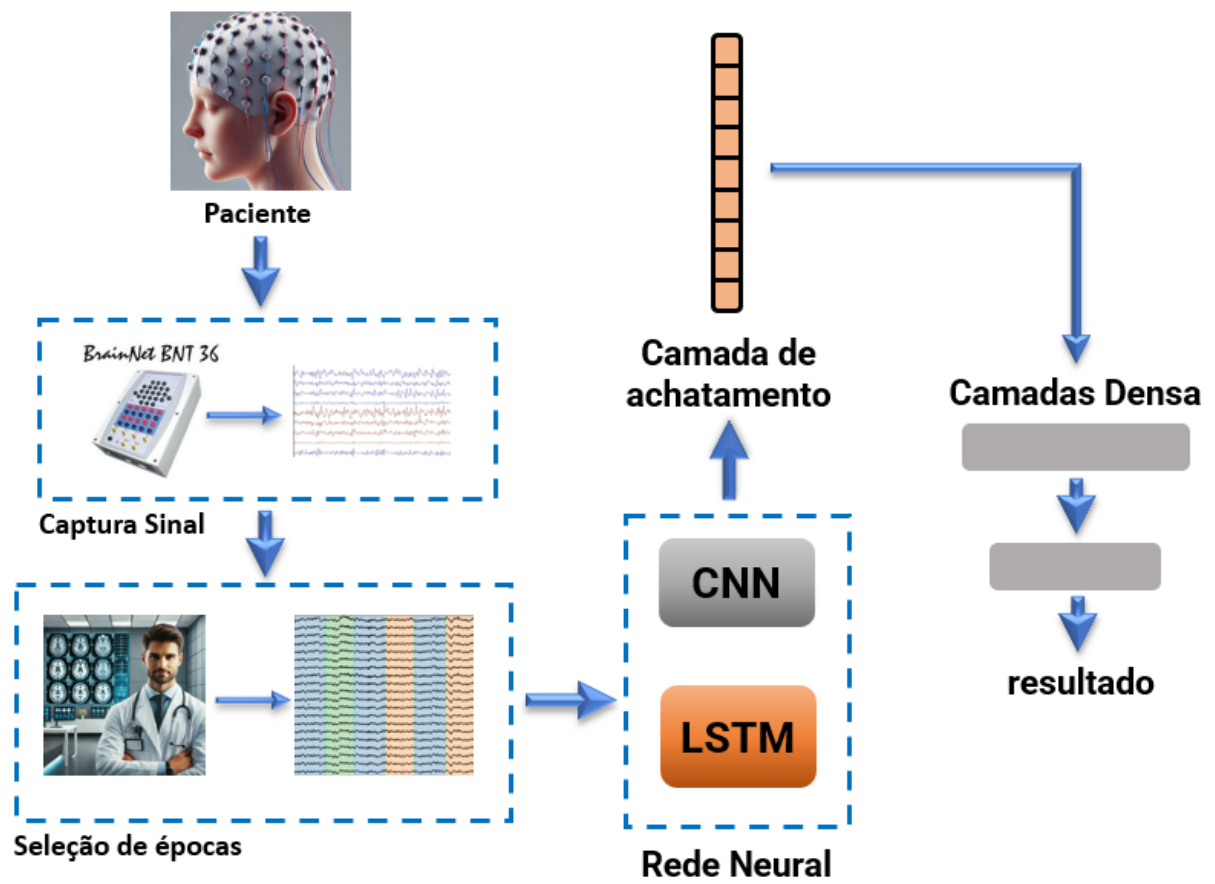 Paciente
BrainNet BNT 36
Captura Sinal
Seleção de épocas
CNN
LSTM
Rede Neural
Camada de
achatamento
Camadas Densa
resultado